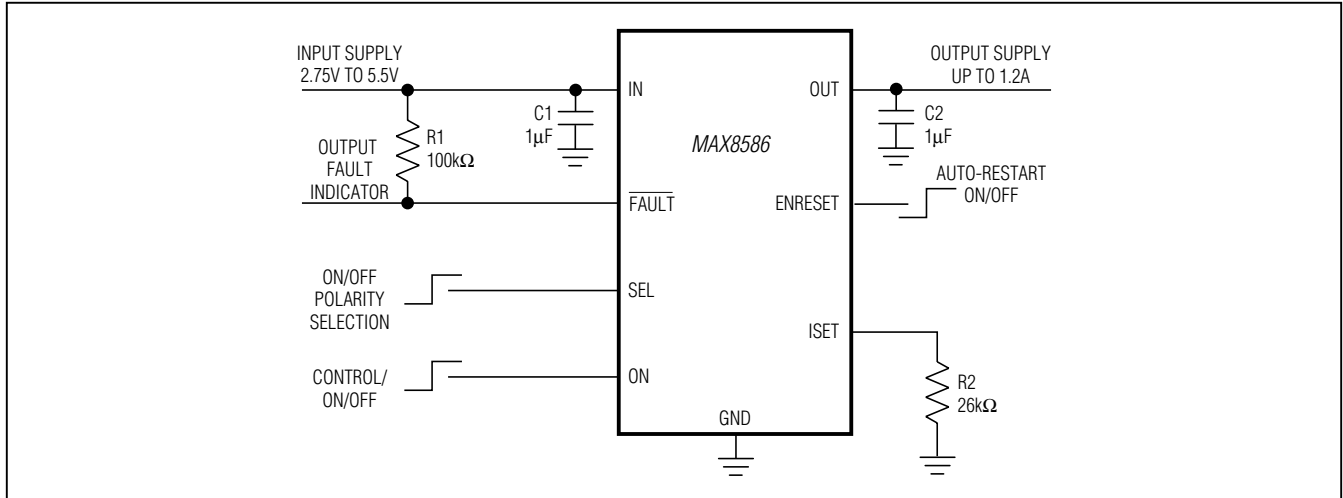 INPUT SUPPLY
2.75V TO 5.5V
OUTPUT SUPPLY
UP TO 1.2A
IN
OUT
C1
1μF
C2
1μF
R1
100kΩ
MAX8586
OUTPUT
FAULT
INDICATOR
FAULT
ENRESET
AUTO-RESTART
ON/OFF
ON/OFF
POLARITY
SELECTION
SEL
ISET
CONTROL/
ON/OFF
ON
R2
26kΩ
GND